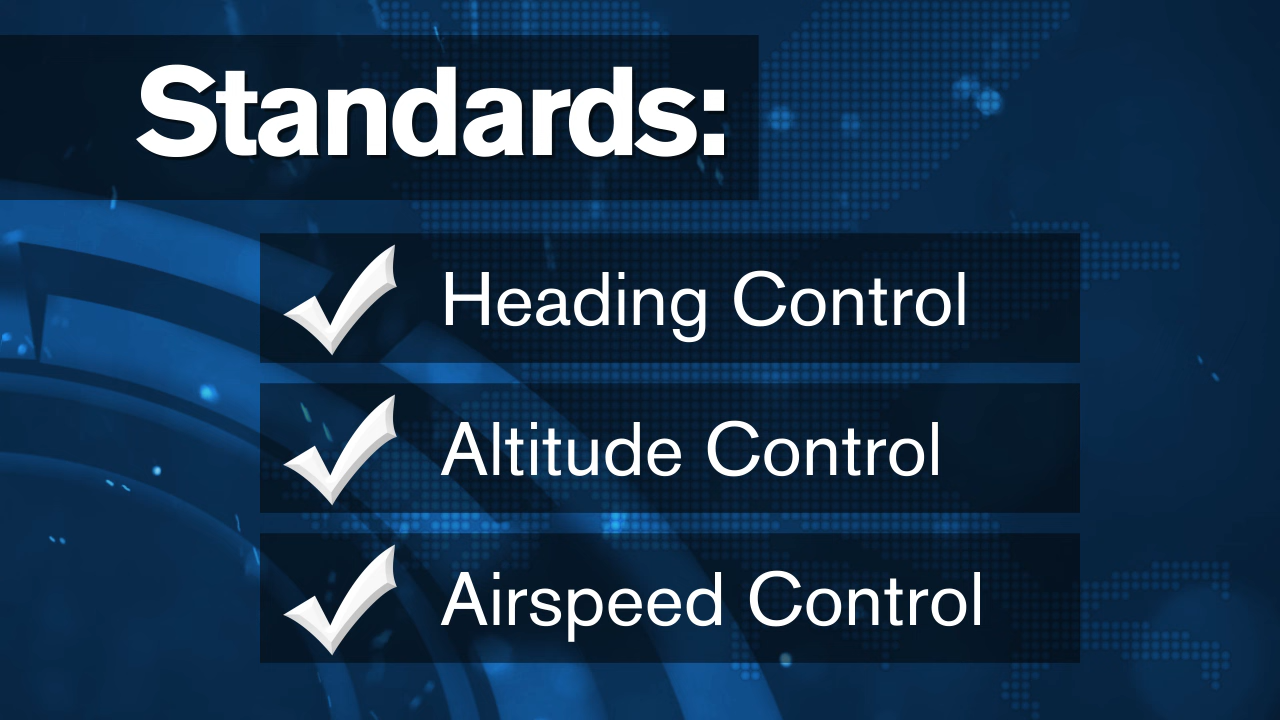 Standards:
Heading Control
Altitude Control
Airspeed Control